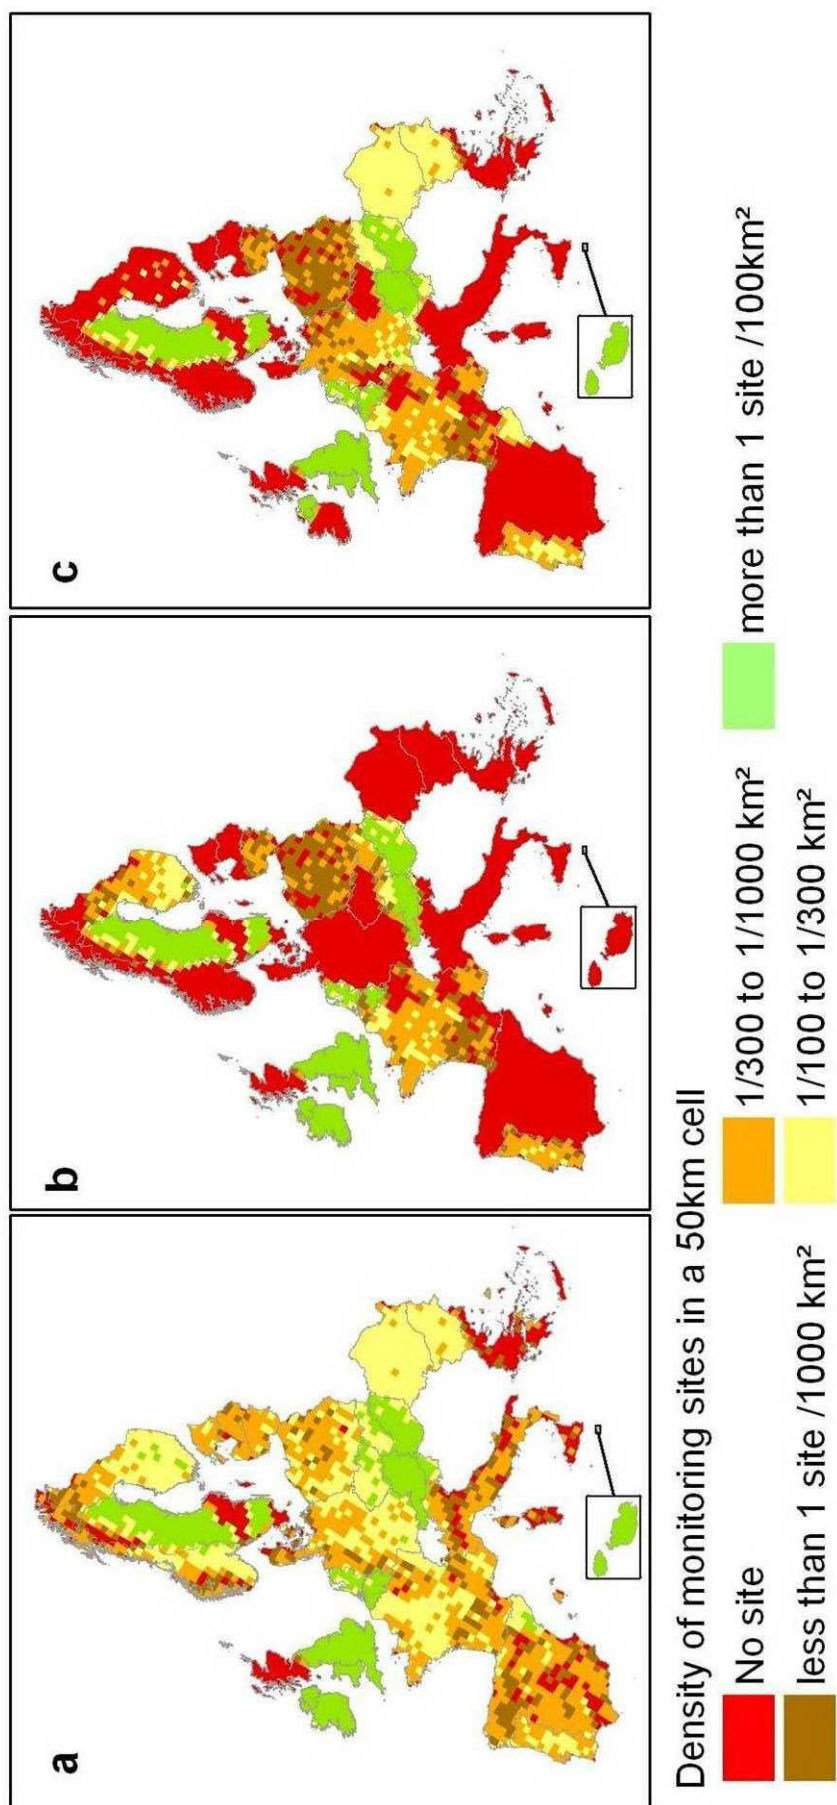 a
b
c
Density of monitoring sites in a 50km cell
No site
1/300 to 1/1000 km²
more than 1 site /100km²
less than 1 site /1000 km²
1/100 to 1/300 km²